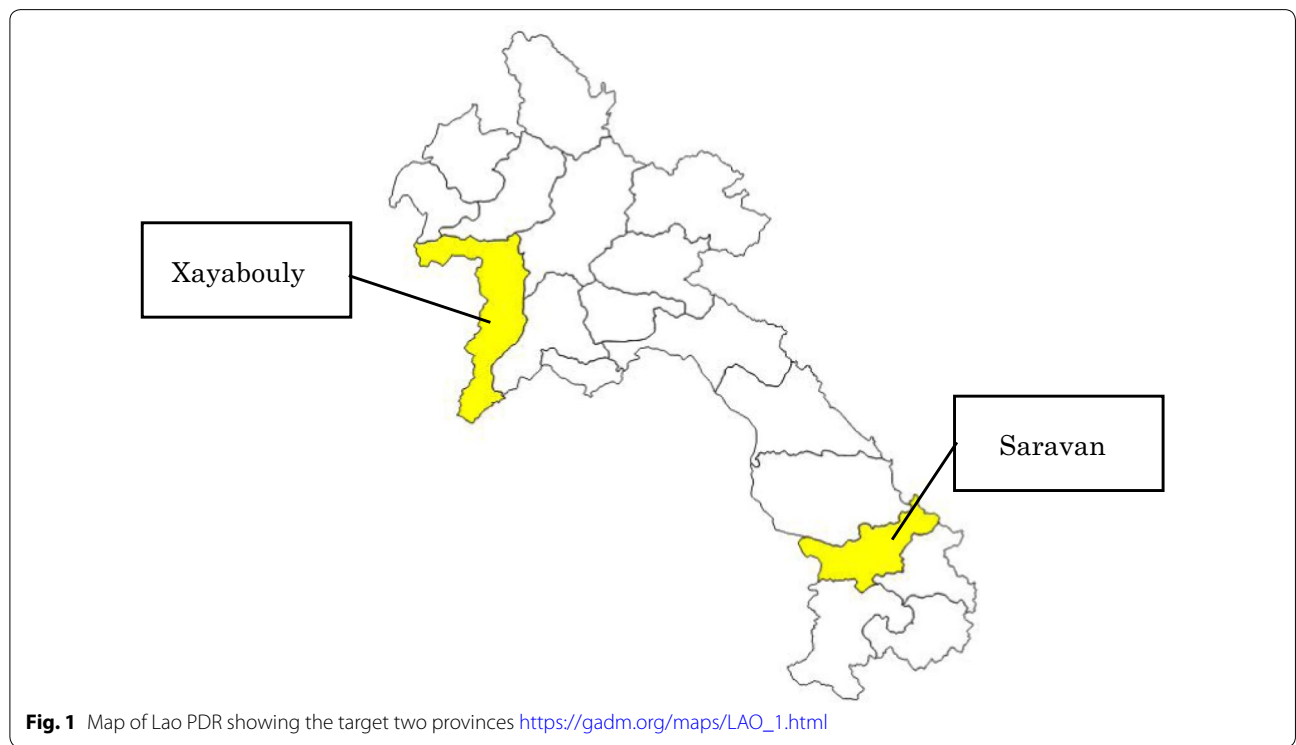 Xayabouly
Saravan
Fig. 1 Map of Lao PDR showing the target two provinces https://gadm.org/maps/LAO_1.html